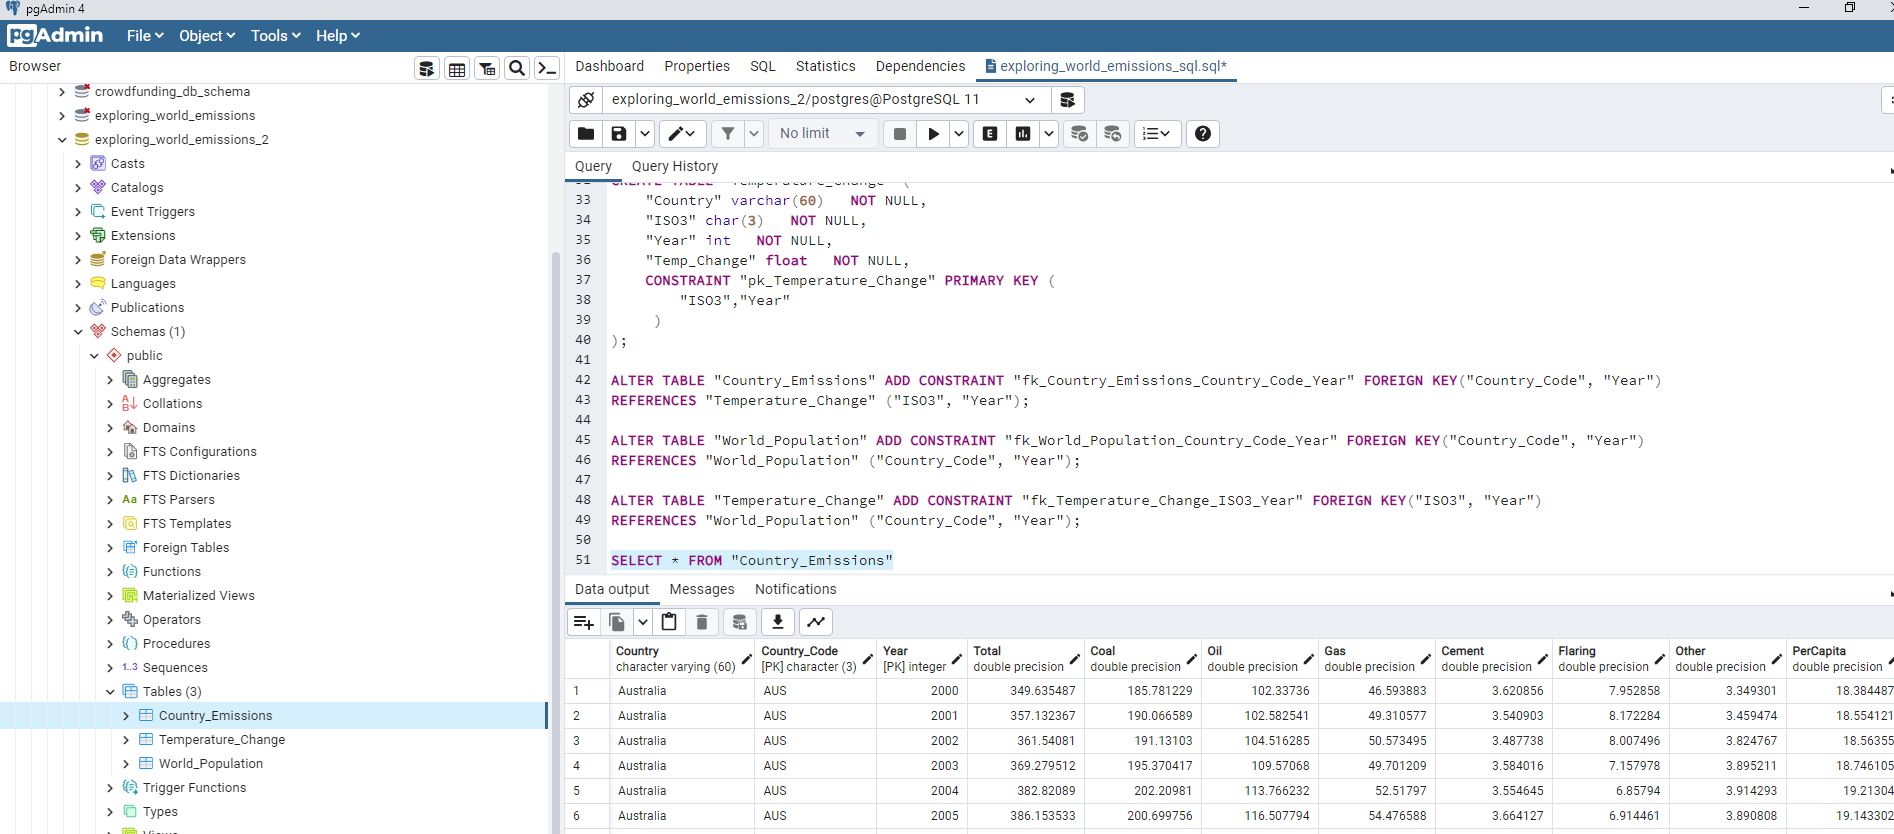 pgAdmin 4
pgAdmin File Object Tools Help
Browser
crowdfunding_db_schema
exploring_world_emissions
exploring_world_emissions_2
Casts
Catalogs
Event Triggers
Extensions
Foreign Data Wrappers
Languages
Publications
Schemas (1)
public
Aggregates
Collations
Domains
FTS Configurations
FTS Dictionaries
Aa FTS Parsers
FTS Templates
Foreign Tables
Functions
Materialized Views
Operators
Procedures
1..3 Sequences
Tables (3)
Country_Emissions
Temperature_Change
World_Population
Trigger Functions
Types
Views
Dashboard Properties SQL Statistics Dependencies exploring_world_emissions_sql.sql*
exploring_world_emissions_2/postgres@PostgreSQL 11
No limit E
Query Query History
32 CREATE TABLE "Temperature_Change" (
33 "Country" varchar(60) NOT NULL,
34 "ISO3" char(3) NOT NULL,
35 "Year" int NOT NULL,
36 "Temp_Change" float NOT NULL,
37 CONSTRAINT "pk_Temperature_Change" PRIMARY KEY (
38 "ISO3","Year"
39 )
40 );
41
42 ALTER TABLE "Country_Emissions" ADD CONSTRAINT "fk_Country_Emissions_Country_Code_Year" FOREIGN KEY("Country_Code", "Year")
43 REFERENCES "Temperature_Change" ("ISO3", "Year");
44
45 ALTER TABLE "World_Population" ADD CONSTRAINT "fk_World_Population_Country_Code_Year" FOREIGN KEY("Country_Code", "Year")
46 REFERENCES "World_Population" ("Country_Code", "Year");
47
48 ALTER TABLE "Temperature_Change" ADD CONSTRAINT "fk_Temperature_Change_ISO3_Year" FOREIGN KEY("ISO3", "Year")
49 REFERENCES "World_Population" ("Country_Code", "Year");
50
51 SELECT * FROM "Country_Emissions"
Data output Messages Notifications
Country Country_Code Year Total Coal Oil Gas Cement Flaring Other PerCapita
character varying (60) [PK] character (3) [PK] integer double precision double precision double precision double precision double precision double precision double precision double precision
1 Australia AUS 2000 349.635487 185.781229 102.33736 46.593883 3.620856 7.952858 3.349301 18.384487
2 Australia AUS 2001 357.132367 190.066589 102.582541 49.310577 3.540903 8.172284 3.459474 18.554121
3 Australia AUS 2002 361.54081 191.13103 104.516285 50.573495 3.487738 8.007496 3.824767 18.56355
4 Australia AUS 2003 369.279512 195.370417 109.57068 49.701209 3.584016 7.157978 3.895211 18.746105
5 Australia AUS 2004 382.82089 202.20981 113.766232 52.51797 3.554645 6.85794 3.914293 19.21304
6 Australia AUS 2005 386.153533 200.699756 116.507794 54.476588 3.664127 6.914461 3.890808 19.143302